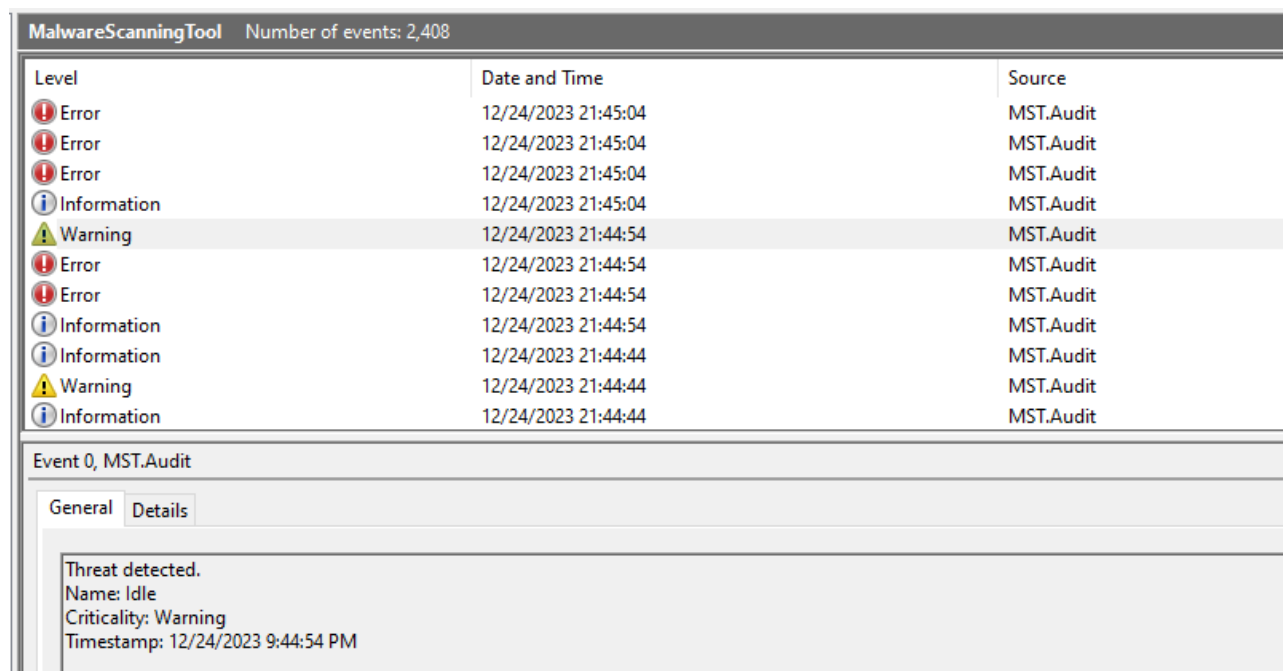 MalwareScanningTool Number of events: 2,408
Level Date and Time Source
Error 12/24/2023 21:45:04 MST.Audit
Error 12/24/2023 21:45:04 MST.Audit
Error 12/24/2023 21:45:04 MST.Audit
Information 12/24/2023 21:45:04 MST.Audit
Warning 12/24/2023 21:44:54 MST.Audit
Error 12/24/2023 21:44:54 MST.Audit
Error 12/24/2023 21:44:54 MST.Audit
Information 12/24/2023 21:44:54 MST.Audit
Information 12/24/2023 21:44:44 MST.Audit
Warning 12/24/2023 21:44:44 MST.Audit
Information 12/24/2023 21:44:44 MST.Audit
Event 0, MST.Audit
General Details
Threat detected.
Name: Idle
Criticality: Warning
Timestamp: 12/24/2023 9:44:54 PM